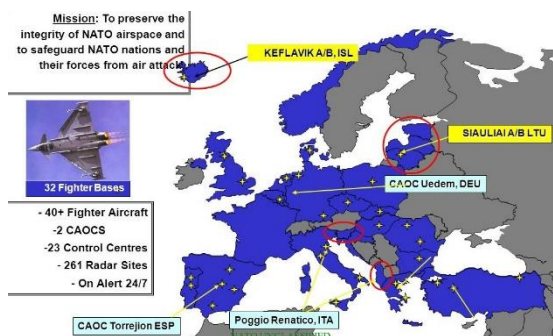 Mission: To preserve the
integrity of NATO airspace and
to safeguard NATO nations and
their forces from air attack
KEFLAVIK A/B, ISL
SIAULIAI A/B LTU
32 Fighter Bases
CAOC Uedem, DEU
- 40+ Fighter Aircraft
-2 CAOCS
-23 Control Centres
- 261 Radar Sites
- On Alert 24/7
CAOC Torrejion ESP
Poggio Renatico, ITA